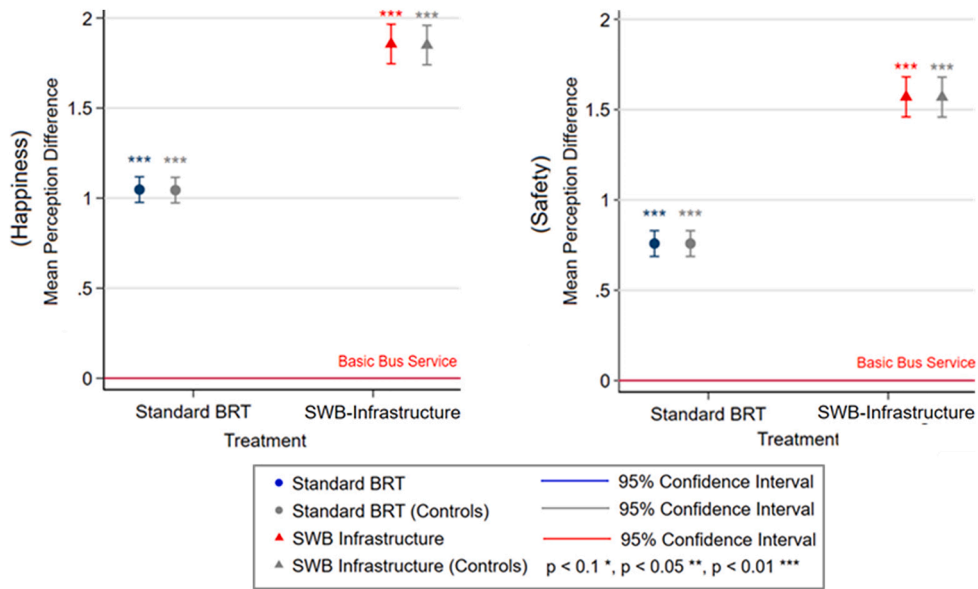 (Happiness)
Mean Perception Difference
2
1.5
1
.5
0
*** ***
*** ***
Basic Bus Service
Standard BRT SWB-Infrastructure
Treatment
(Safety)
Mean Perception Difference
2
1.5
1
.5
0
*** ***
*** ***
Basic Bus Service
Standard BRT SWB-Infrastructure
Treatment
Standard BRT 95% Confidence Interval
Standard BRT (Controls) 95% Confidence Interval
SWB Infrastructure 95% Confidence Interval
SWB Infrastructure (Controls) p < 0.1 *, p < 0.05 **, p < 0.01 ***